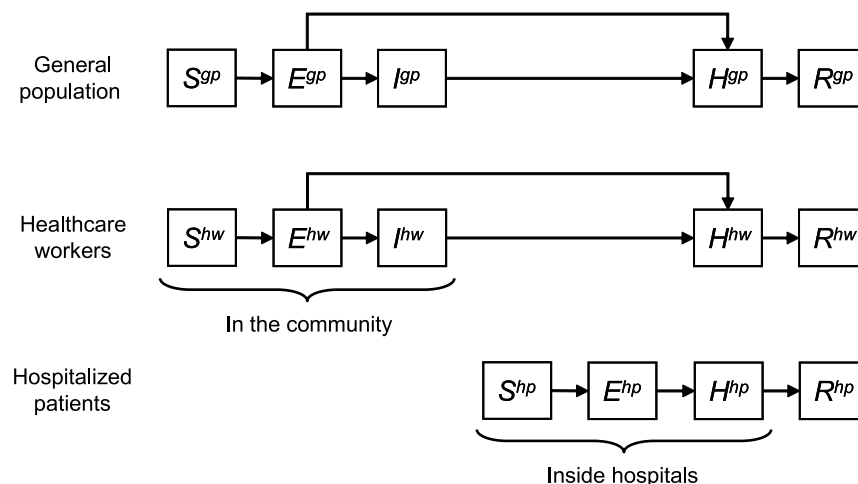 General
population
S^gp E^gp I^gp H^gp R^gp
Healthcare
workers
S^hw E^hw I^hw H^hw R^hw
In the community
Hospitalized
patients
S^hp E^hp H^hp R^hp
Inside hospitals